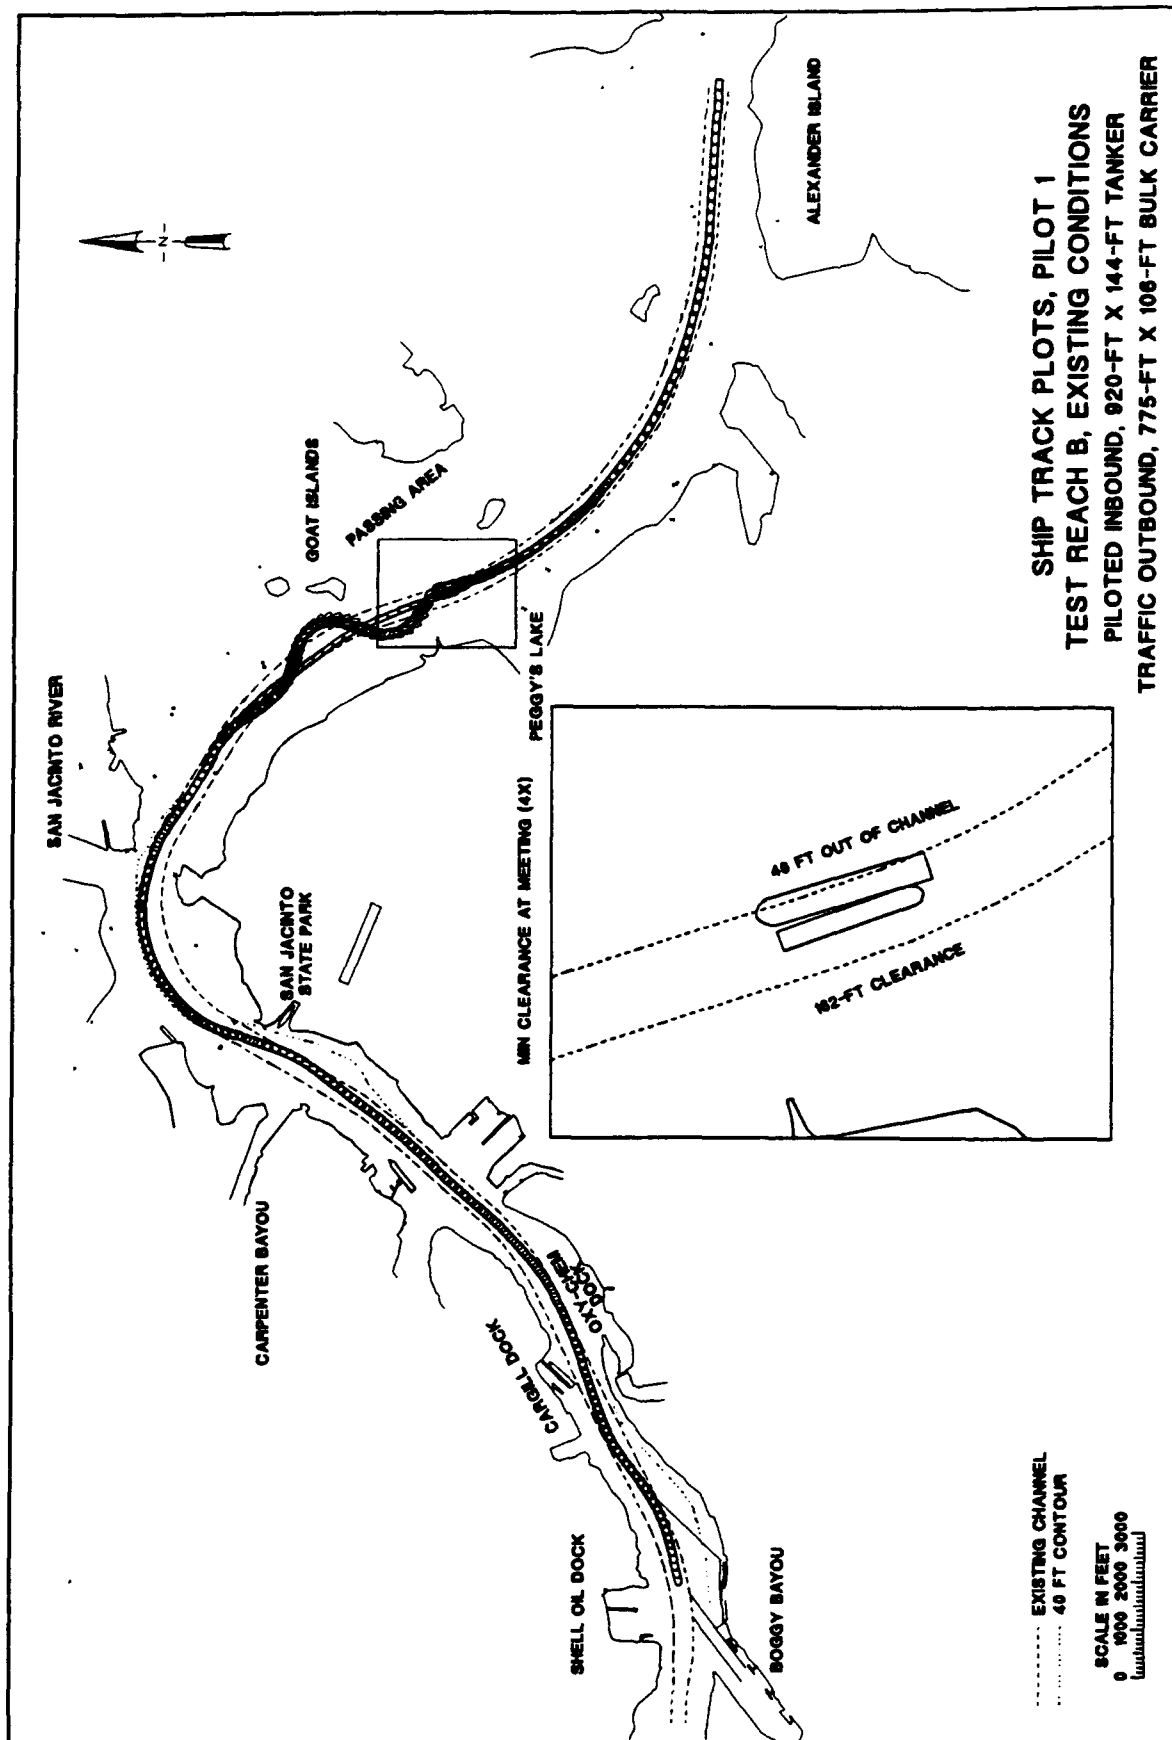 SAN JACINTO RIVER
GOAT ISLANDS
PASSING AREA
ALEXANDER ISLAND
-N-
CARPENTER BAYOU
SAN JACINTO
STATE PARK
PEGGY'S LAKE
CARGILL DOCK
OXY-CHEM
DOCK
SHELL OIL DOCK
BOGGY BAYOU
MIN CLEARANCE AT MEETING (4X)
46 FT OUT OF CHANNEL
162-FT CLEARANCE
EXISTING CHANNEL
40 FT CONTOUR
SCALE IN FEET
0 1000 2000 3000
SHIP TRACK PLOTS, PILOT 1
TEST REACH B, EXISTING CONDITIONS
PILOTED INBOUND, 920-FT X 144-FT TANKER
TRAFFIC OUTBOUND, 775-FT X 106-FT BULK CARRIER